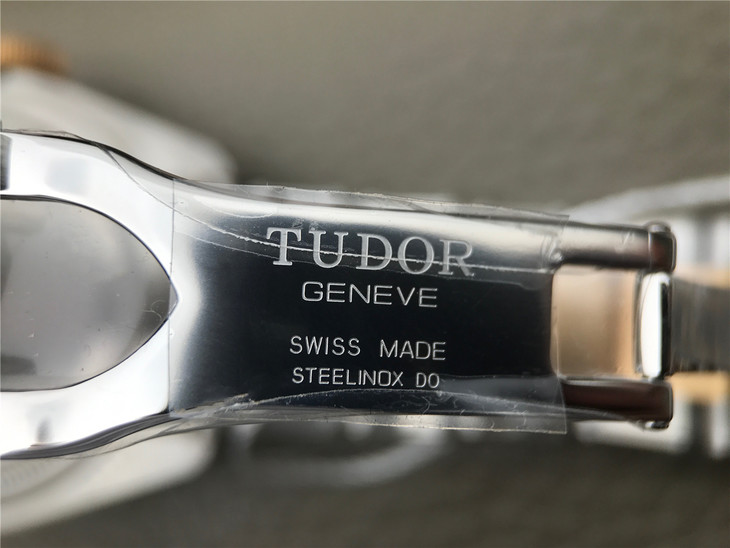 TUDOR
GENEVE
SWISS MADE
STEELINOX DO